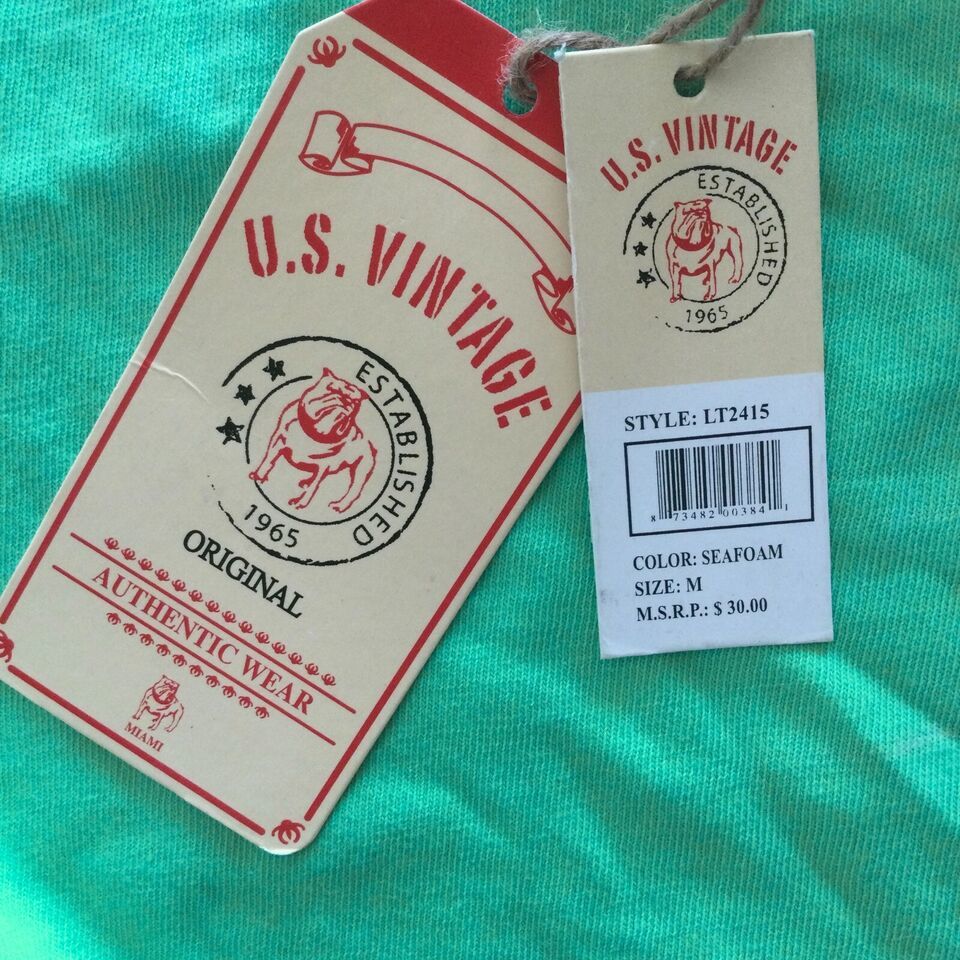 U.S. VINTAGE
ESTABLISHED
1965
ORIGINAL
AUTHENTIC WEAR
MIAMI
U.S. VINTAGE
ESTABLISHED
1965
STYLE: LT2415
8 73482 00384 1
COLOR: SEAFOAM
SIZE: M
M.S.R.P.: $ 30.00